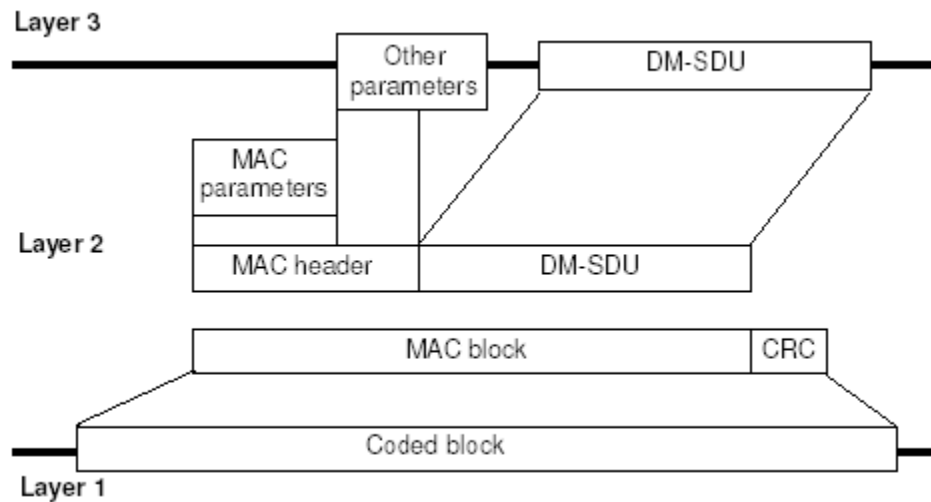 Layer 3
Other
parameters
DM-SDU
MAC
parameters
Layer 2
MAC header
DM-SDU
MAC block
CRC
Coded block
Layer 1